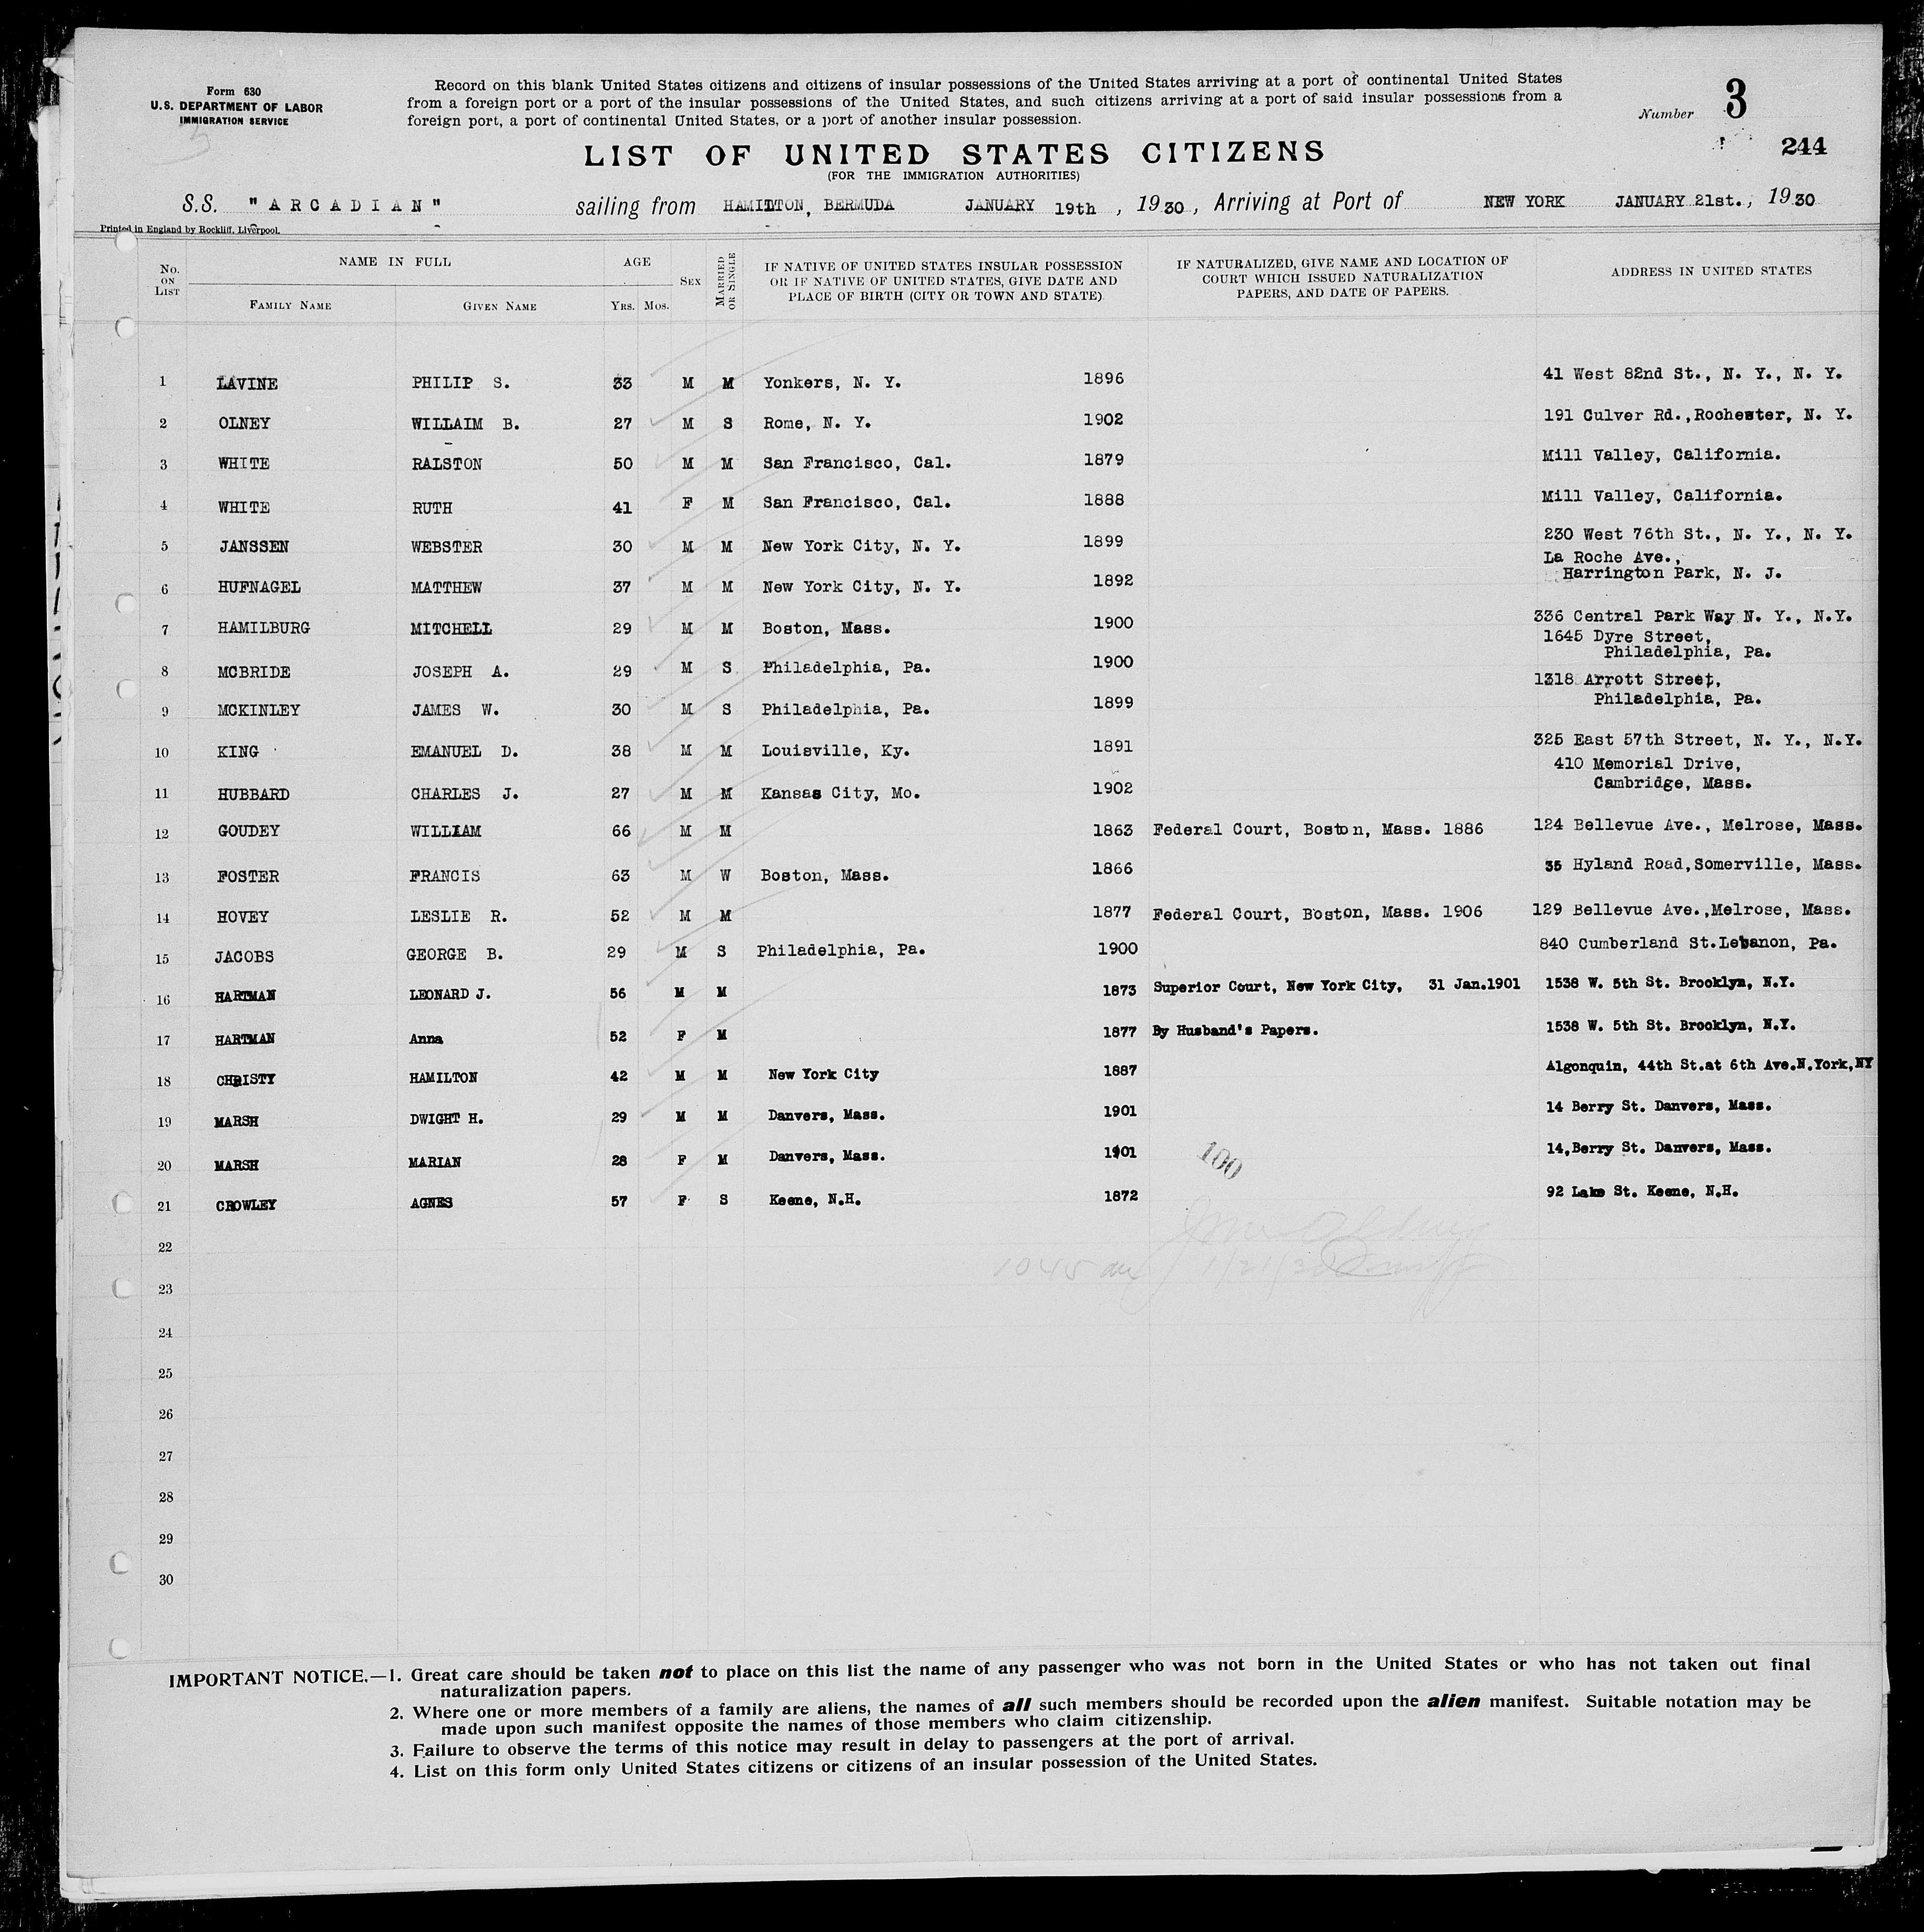 Form 630
U.S. DEPARTMENT OF LABOR
IMMIGRATION SERVICE
Record on this blank United States citizens and citizens of insular possessions of the United States arriving at a port of continental United States
from a foreign port or a port of the insular possessions of the United States, and such citizens arriving at a port of said insular possessions from a
foreign port, a port of continental United States, or a port of another insular possession.
Number 3
244
LIST OF UNITED STATES CITIZENS
(FOR THE IMMIGRATION AUTHORITIES)
S.S. "ARCADIAN" sailing from HAMILTON, BERMUDA JANUARY 19th, 1930, Arriving at Port of NEW YORK JANUARY 21st., 1930
Printed in England by Rockliff, Liverpool.
No. ON LIST NAME IN FULL AGE SEX MARRIED OR SINGLE IF NATIVE OF UNITED STATES INSULAR POSSESSION OR IF NATIVE OF UNITED STATES, GIVE DATE AND PLACE OF BIRTH (CITY OR TOWN AND STATE) IF NATURALIZED, GIVE NAME AND LOCATION OF COURT WHICH ISSUED NATURALIZATION PAPERS, AND DATE OF PAPERS. ADDRESS IN UNITED STATES
FAMILY NAME GIVEN NAME YRS. MOS.
1 LAVINE PHILIP S. 33 M M Yonkers, N. Y. 1896 41 West 82nd St., N. Y., N. Y.
2 OLNEY WILLAIM B. 27 M S Rome, N. Y. 1902 191 Culver Rd.,Rochester, N. Y.
3 WHITE RALSTON 50 M M San Francisco, Cal. 1879 Mill Valley, California.
4 WHITE RUTH 41 F M San Francisco, Cal. 1888 Mill Valley, California.
5 JANSSEN WEBSTER 30 M M New York City, N. Y. 1899 230 West 76th St., N. Y., N. Y.
6 HUFNAGEL MATTHEW 37 M M New York City, N. Y. 1892 La Roche Ave., Harrington Park, N. J.
7 HAMILBURG MITCHELL 29 M M Boston, Mass. 1900 336 Central Park Way N. Y., N.Y.
8 MCBRIDE JOSEPH A. 29 M S Philadelphia, Pa. 1900 1645 Dyre Street, Philadelphia, Pa.
9 MCKINLEY JAMES W. 30 M S Philadelphia, Pa. 1899 1318 Arrott Street, Philadelphia, Pa.
10 KING EMANUEL D. 38 M M Louisville, Ky. 1891 325 East 57th Street, N. Y., N.Y.
11 HUBBARD CHARLES J. 27 M M Kansas City, Mo. 1902 410 Memorial Drive, Cambridge, Mass.
12 GOUDEY WILLIAM 66 M M 1863 Federal Court, Boston, Mass. 1886 124 Bellevue Ave., Melrose, Mass.
13 FOSTER FRANCIS 63 M W Boston, Mass. 1866 35 Hyland Road,Somerville, Mass.
14 HOVEY LESLIE R. 52 M M 1877 Federal Court, Boston, Mass. 1906 129 Bellevue Ave.,Melrose, Mass.
15 JACOBS GEORGE B. 29 M S Philadelphia, Pa. 1900 840 Cumberland St.Lebanon, Pa.
16 HARTMAN LEONARD J. 56 M M 1873 Superior Court, New York City, 31 Jan.1901 1538 W. 5th St. Brooklyn, N.Y.
17 HARTMAN Anna 52 F M 1877 By Husband's Papers. 1538 W. 5th St. Brooklyn, N.Y.
18 CHRISTY HAMILTON 42 M M New York City 1887 Algonquin, 44th St.at 6th Ave.N.York,NY
19 MARSH DWIGHT H. 29 M M Danvers, Mass. 1901 14 Berry St. Danvers, Mass.
20 MARSH MARIAN 28 F M Danvers, Mass. 1901 14,Berry St. Danvers, Mass.
21 CROWLEY AGNES 57 F S Keene, N.H. 1872 92 Lake St. Keene, N.H.
100
22
1045 am 1/21/30
23
24
25
26
27
28
29
30
IMPORTANT NOTICE.—1. Great care should be taken not to place on this list the name of any passenger who was not born in the United States or who has not taken out final
naturalization papers.
2. Where one or more members of a family are aliens, the names of all such members should be recorded upon the alien manifest. Suitable notation may be
made upon such manifest opposite the names of those members who claim citizenship.
3. Failure to observe the terms of this notice may result in delay to passengers at the port of arrival.
4. List on this form only United States citizens or citizens of an insular possession of the United States.